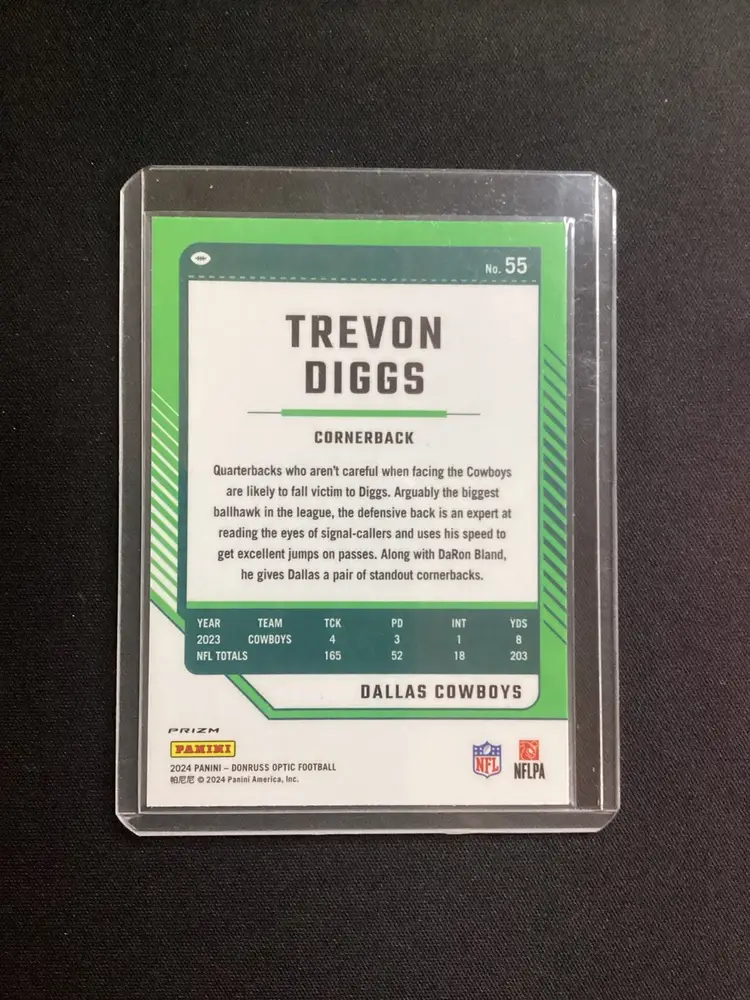 No. 55
TREVON
DIGGS
CORNERBACK
Quarterbacks who aren't careful when facing the Cowboys
are likely to fall victim to Diggs. Arguably the biggest
ballhawk in the league, the defensive back is an expert at
reading the eyes of signal-callers and uses his speed to
get excellent jumps on passes. Along with DaRon Bland,
he gives Dallas a pair of standout cornerbacks.
YEAR TEAM TCK PD INT YDS
2023 COWBOYS 4 3 1 8
NFL TOTALS 165 52 18 203
DALLAS COWBOYS
PRIZM
PANINI
2024 PANINI – DONRUSS OPTIC FOOTBALL
帕尼尼 © 2024 Panini America, Inc.
NFL
NFLPA